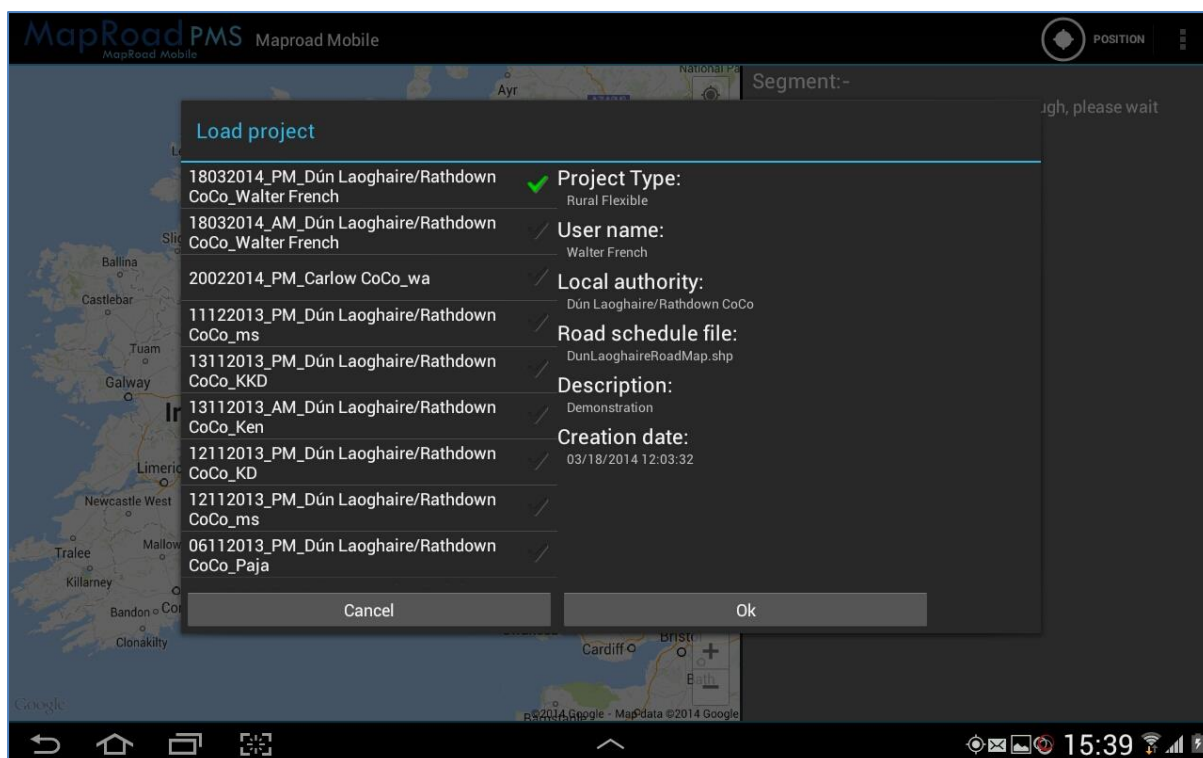 MapRoad PMS
MapRoad Mobile
Maproad Mobile
POSITION
Segment:-
please wait
Ayr
Load project
18032014_PM_Dún Laoghaire/Rathdown
CoCo_Walter French
18032014_AM_Dún Laoghaire/Rathdown
CoCo_Walter French
20022014_PM_Carlow CoCo_wa
11122013_PM_Dún Laoghaire/Rathdown
CoCo_ms
13112013_PM_Dún Laoghaire/Rathdown
CoCo_KKD
13112013_AM_Dún Laoghaire/Rathdown
CoCo_Ken
12112013_PM_Dún Laoghaire/Rathdown
CoCo_KD
12112013_PM_Dún Laoghaire/Rathdown
CoCo_ms
06112013_PM_Dún Laoghaire/Rathdown
CoCo_Paja
Project Type:
Rural Flexible
User name:
Walter French
Local authority:
Dún Laoghaire/Rathdown CoCo
Road schedule file:
DunLaoghaireRoadMap.shp
Description:
Demonstration
Creation date:
03/18/2014 12:03:32
Cancel
Ok
Ballina
Castlebar
Tuam
Galway
Limeric
Newcastle West
Tralee
Mallow
Killarney
Bandon
Clonakilty
Cardiff
Bath
Google
©2014 Google - Map data ©2014 Google
15:39